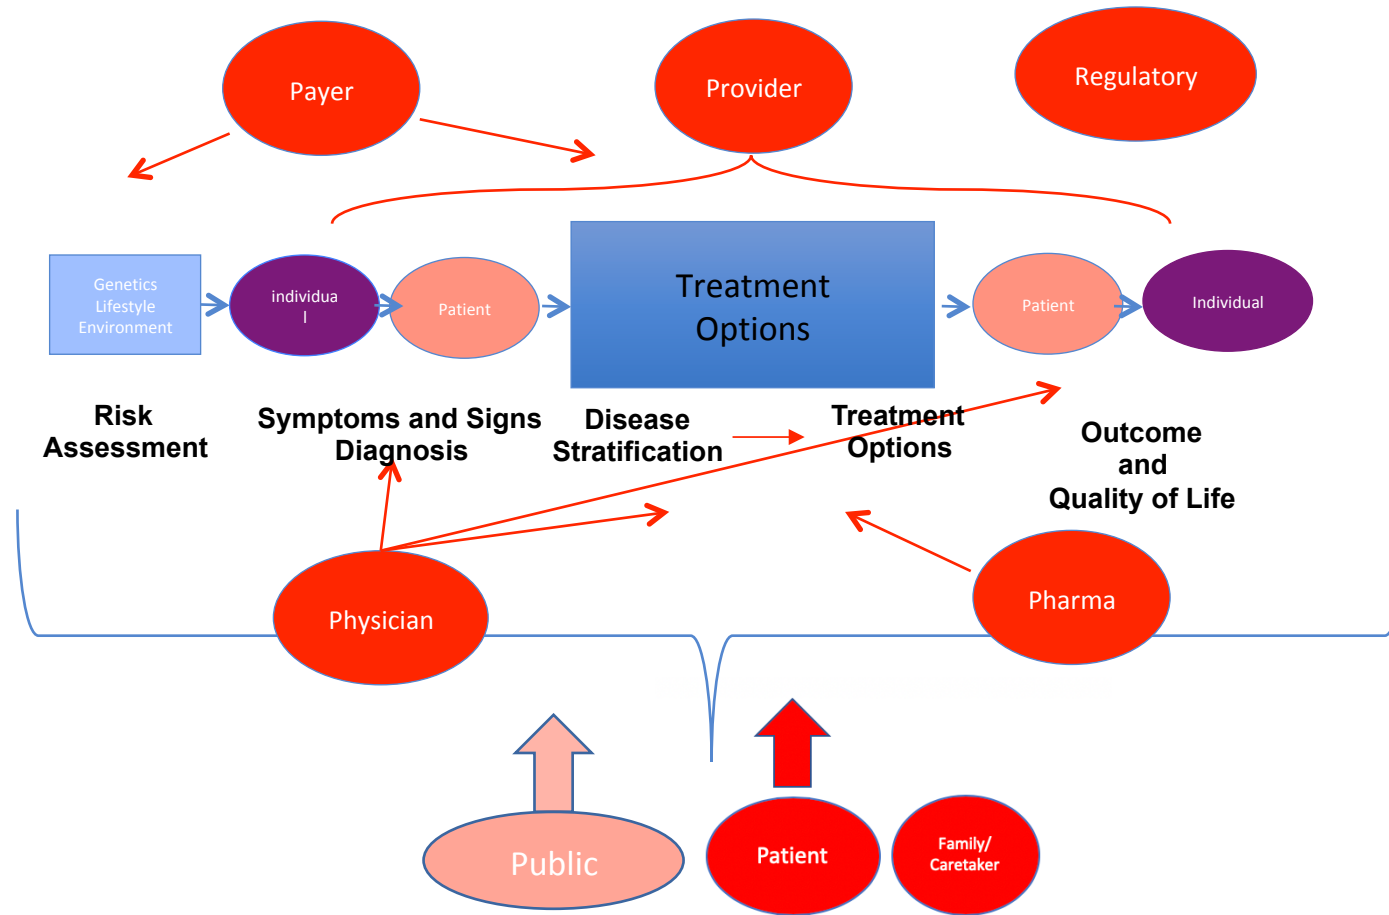 Payer
Provider
Regulatory
Genetics
Lifestyle
Environment
individua
l
Patient
Treatment
Options
Patient
Individual
Risk
Assessment
Symptoms and Signs
Diagnosis
Disease
Stratification
Treatment
Options
Outcome
and
Quality of Life
Physician
Pharma
Public
Patient
Family/
Caretaker